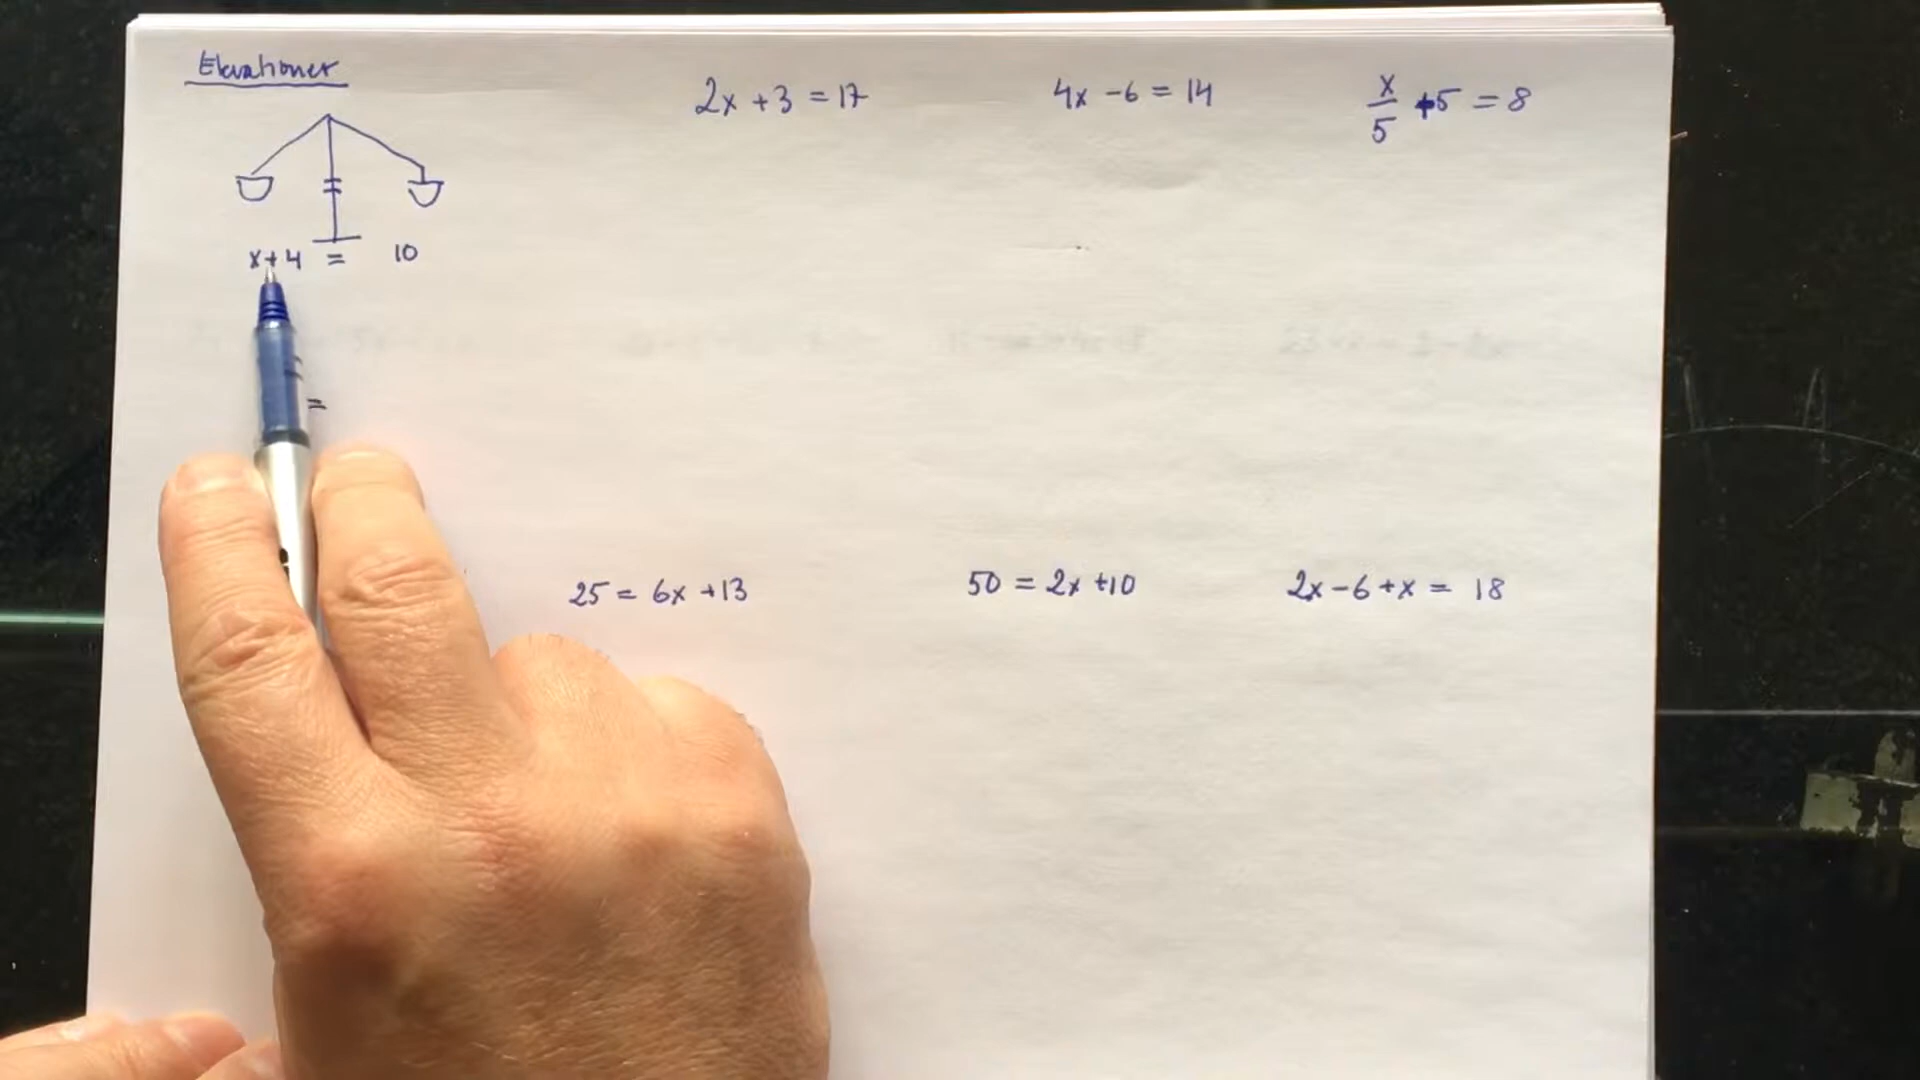 Ekvationer
2x + 3 = 17
4x - 6 = 14
x/5 + 5 = 8
x + 4 = 10
=
=
25 = 6x + 13
50 = 2x + 10
2x - 6 + x = 18